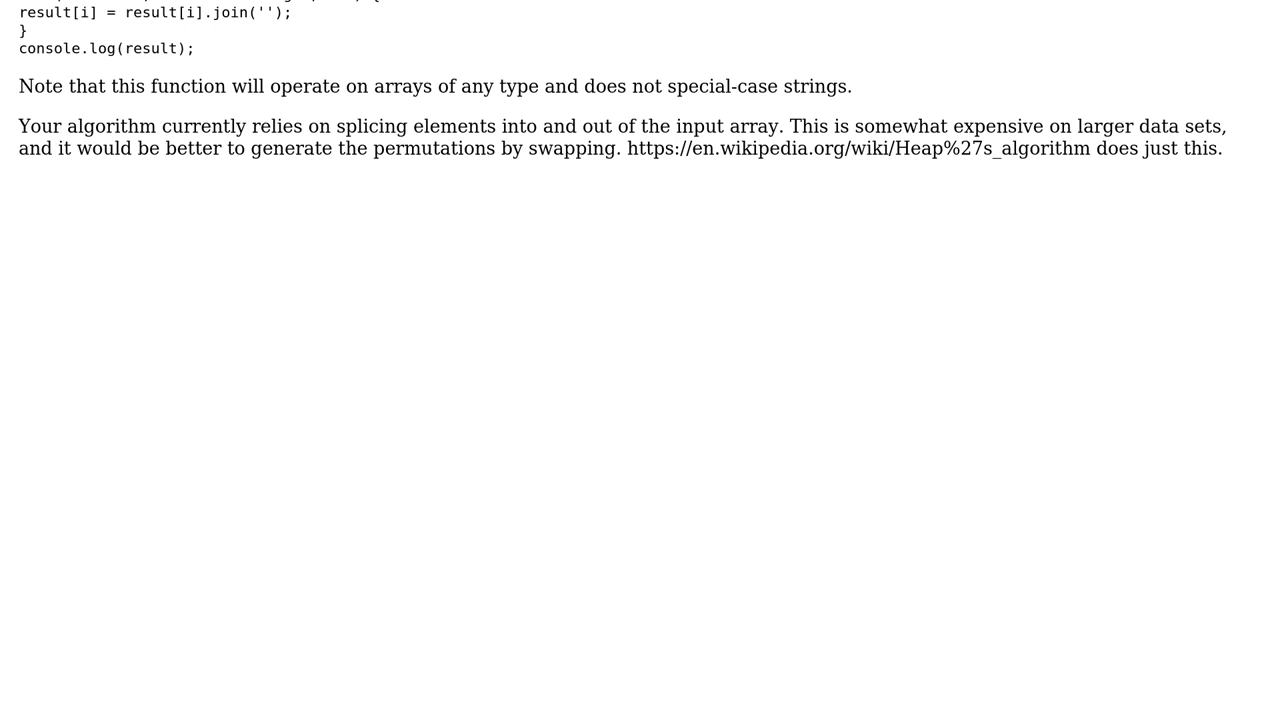 result[i] = result[i].join('');
}
console.log(result);
Note that this function will operate on arrays of any type and does not special-case strings.
Your algorithm currently relies on splicing elements into and out of the input array. This is somewhat expensive on larger data sets,
and it would be better to generate the permutations by swapping. https://en.wikipedia.org/wiki/Heap%27s_algorithm does just this.